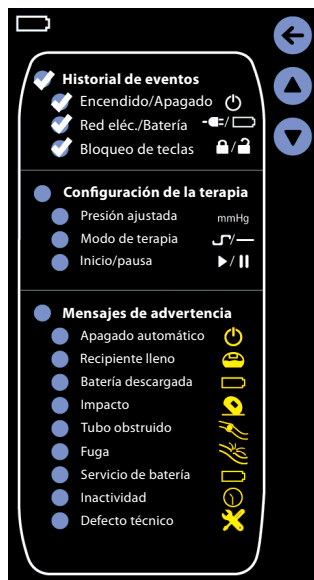 Historial de eventos
Encendido/Apagado
Red eléc./Batería /
Bloqueo de teclas /
Configuración de la terapia
Presión ajustada mmHg
Modo de terapia /
Inicio/pausa /
Mensajes de advertencia
Apagado automático
Recipiente lleno
Batería descargada
Impacto
Tubo obstruido
Fuga
Servicio de batería
Inactividad
Defecto técnico